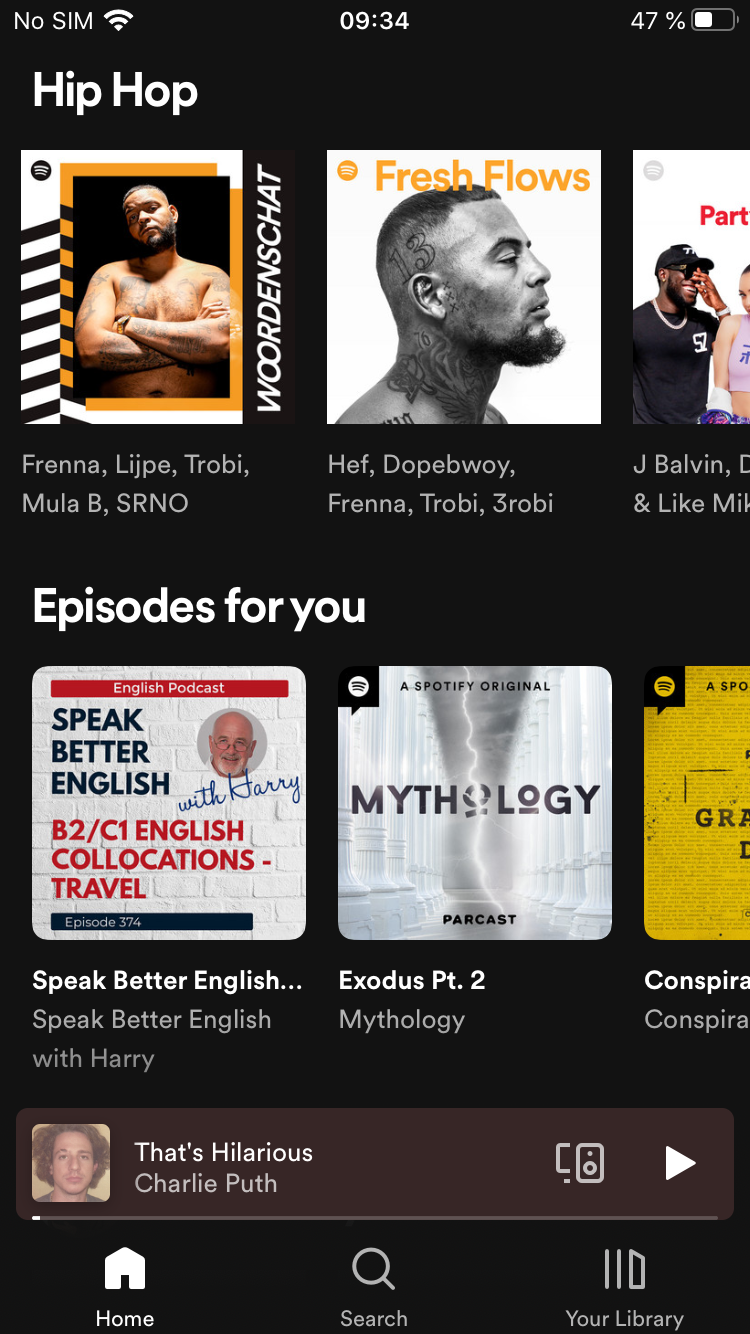 No SIM 09:34 47 %
Hip Hop
WOORDENSCHAT
Fresh Flows
Part
Frenna, Lijpe, Trobi,
Mula B, SRNO
Hef, Dopebwoy,
Frenna, Trobi, 3robi
J Balvin, D
& Like Mik
Episodes for you
English Podcast
SPEAK
BETTER
ENGLISH
with Harry
B2/C1 ENGLISH
COLLOCATIONS -
TRAVEL
Episode 374
A SPOTIFY ORIGINAL
MYTHOLOGY
PARCAST
A SPO
GRA
D
Speak Better English...
Speak Better English
with Harry
Exodus Pt. 2
Mythology
Conspira
Conspira
That's Hilarious
Charlie Puth
Home
Search
Your Library